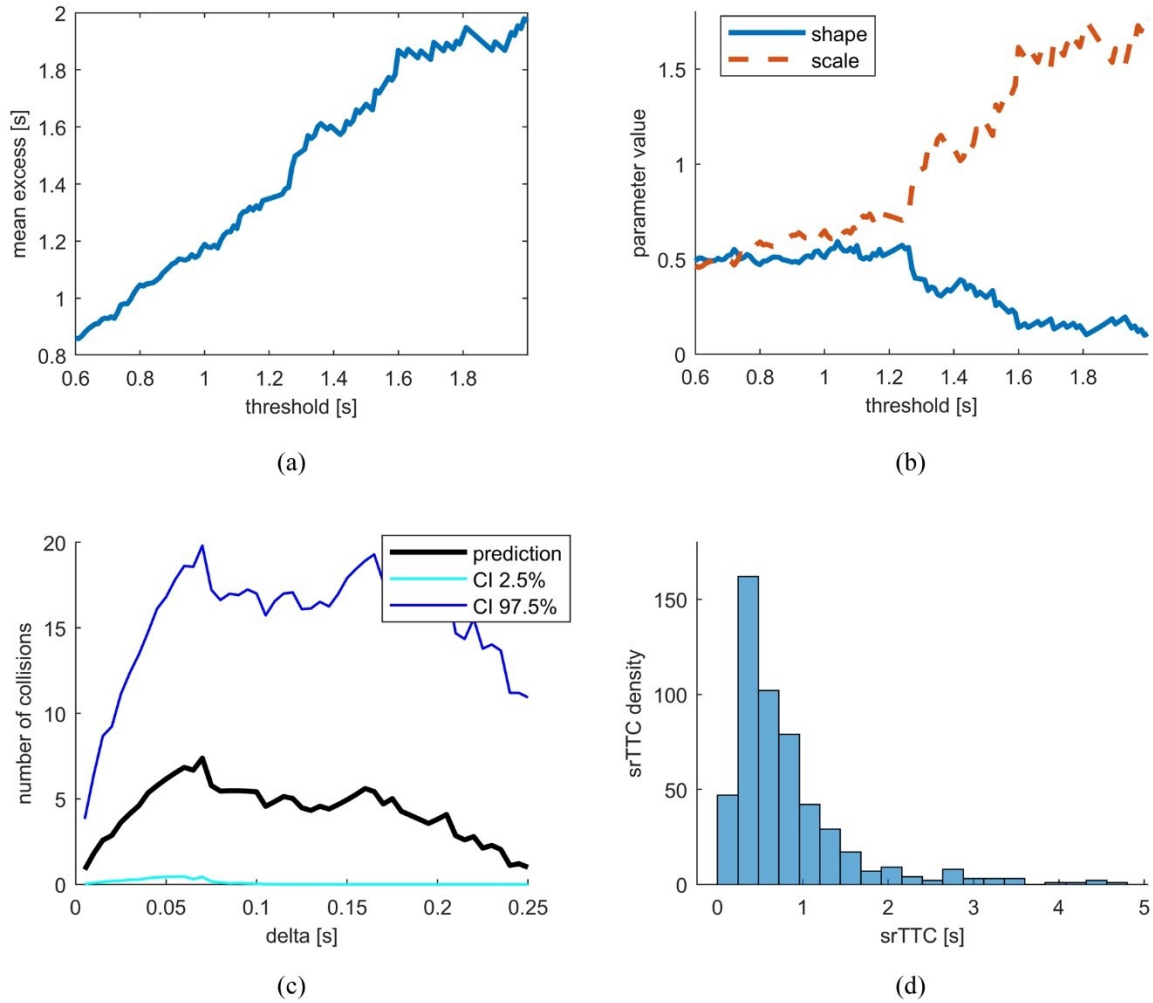 2
1.8
1.6
1.4
1.2
1
0.8
mean excess [s]
0.6 0.8 1 1.2 1.4 1.6 1.8
threshold [s]
(a)
shape
scale
1.5
1
0.5
0
parameter value
0.6 0.8 1 1.2 1.4 1.6 1.8
threshold [s]
(b)
20
15
10
5
0
number of collisions
prediction
CI 2.5%
CI 97.5%
0 0.05 0.1 0.15 0.2 0.25
delta [s]
(c)
150
100
50
0
srTTC density
0 1 2 3 4 5
srTTC [s]
(d)